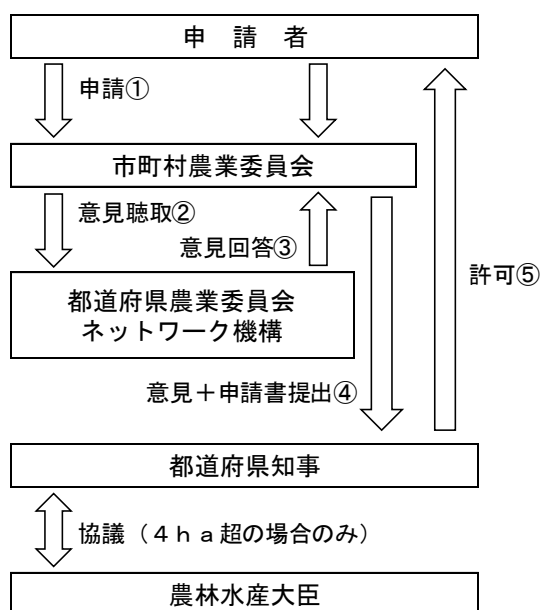 申　請　者
申請①
市町村農業委員会
意見聴取②
意見回答③
許可⑤
都道府県農業委員会
ネットワーク機構
意見＋申請書提出④
都道府県知事
協議（４ｈａ超の場合のみ）
農林水産大臣